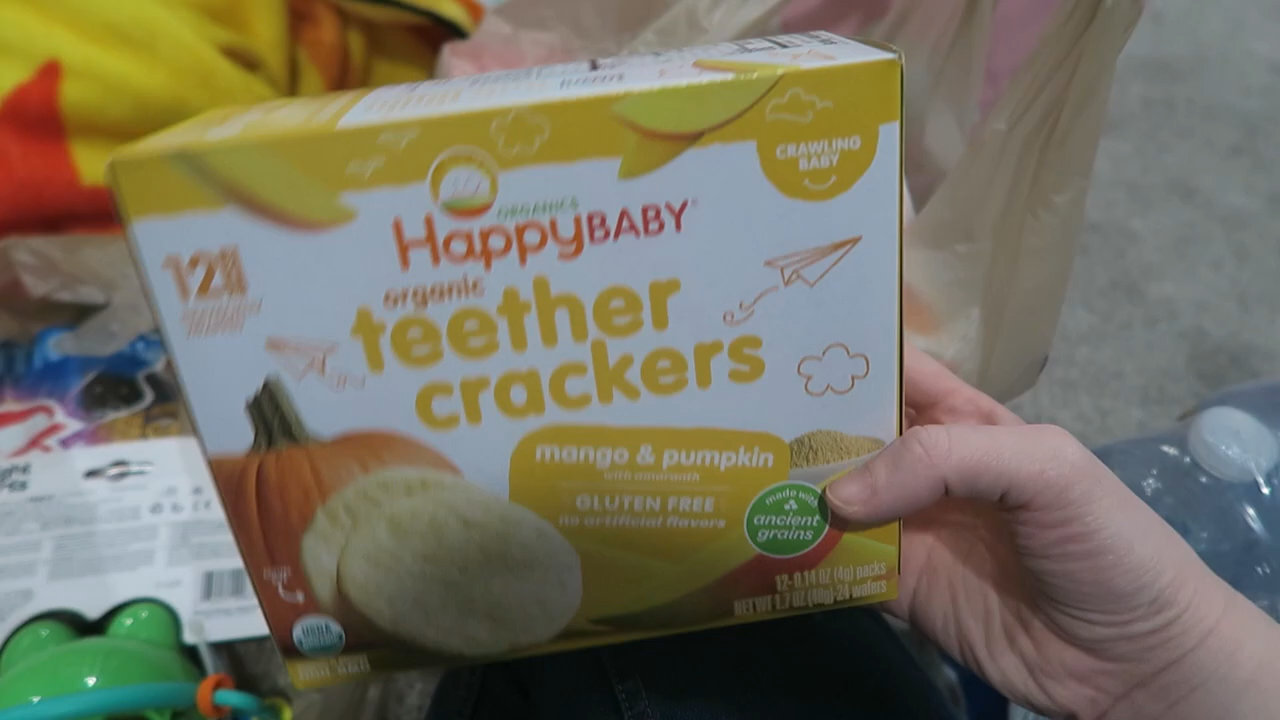 CRAWLING
BABY
ORGANICS
HappyBABY
12
organic
teether
crackers
mango & pumpkin
with amaranth
GLUTEN FREE
no artificial flavors
made with
ancient
grains
12-0.14 OZ (4g) packs
NET WT 1.7 OZ (48g)-24 wafers
USDA